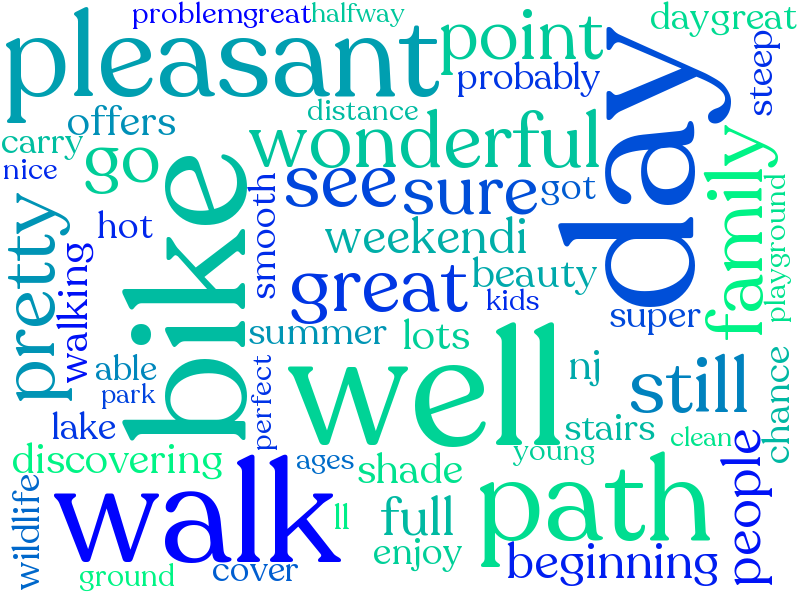 problemgreat
halfway
daygreat
pleasant
point
steep
probably
day
distance
offers
carry
wonderful
go
nice
bike
see
sure
got
family
playground
smooth
hot
pretty
walking
weekendi
beauty
great
kids
super
summer
lots
well
able
park
perfect
nj
still
chance
lake
stairs
clean
people
discovering
ages
shade
young
walk
path
wildlife
ll
full
enjoy
beginning
ground
cover